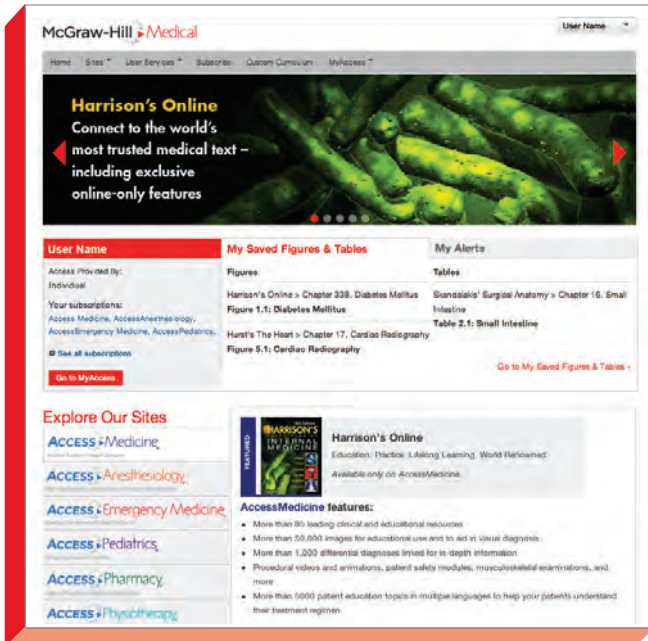 McGraw-Hill Medical
User Name
Home Sites User Services Subscribe Custom Curriculum MyAccess
Harrison's Online
Connect to the world's
most trusted medical text –
including exclusive
online-only features
User Name
My Saved Figures & Tables
My Alerts
Access Provided By:
Individual
Your subscriptions:
Access Medicine, AccessAnesthesiology,
AccessEmergency Medicine, AccessPediatrics,
See all subscriptions
Go to MyAccess
Figures
Harrison's Online > Chapter 338. Diabetes Mellitus
Figure 1.1: Diabetes Mellitus
Hurst's The Heart > Chapter 17. Cardiac Radiography
Figure 5.1: Cardiac Radiography
Tables
Skandalakis' Surgical Anatomy > Chapter 16. Small
Intestine
Table 2.1: Small Intestine
Go to My Saved Figures & Tables
Explore Our Sites
ACCESS Medicine
ACCESS Anesthesiology
ACCESS Emergency Medicine
ACCESS Pediatrics
ACCESS Pharmacy
ACCESS Physiotherapy
FEATURED
HARRISON'S
INTERNAL
MEDICINE
Harrison's Online
Education. Practice. Lifelong Learning. World Renowned.
Available only on AccessMedicine.
AccessMedicine features:
• More than 85 leading clinical and educational resources
• More than 50,000 images for educational use and to aid in visual diagnosis
• More than 1,000 differential diagnoses linked for in-depth information
• Procedural videos and animations, patient safety modules, musculoskeletal examinations, and
more
• More than 5000 patient education topics in multiple languages to help your patients understand
their treatment regimen